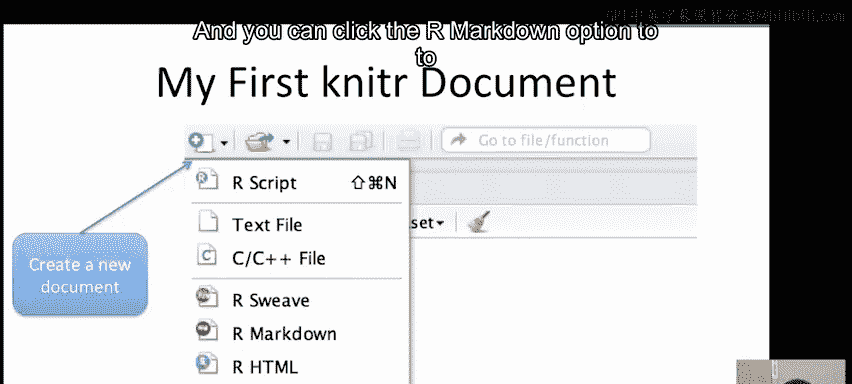 And you can click the R Markdown option to
to
My First knitr Document
Go to file/function
R Script ⇧⌘N
Text File
set
C/C++ File
Create a new
document
R Sweave
R Markdown
R HTML